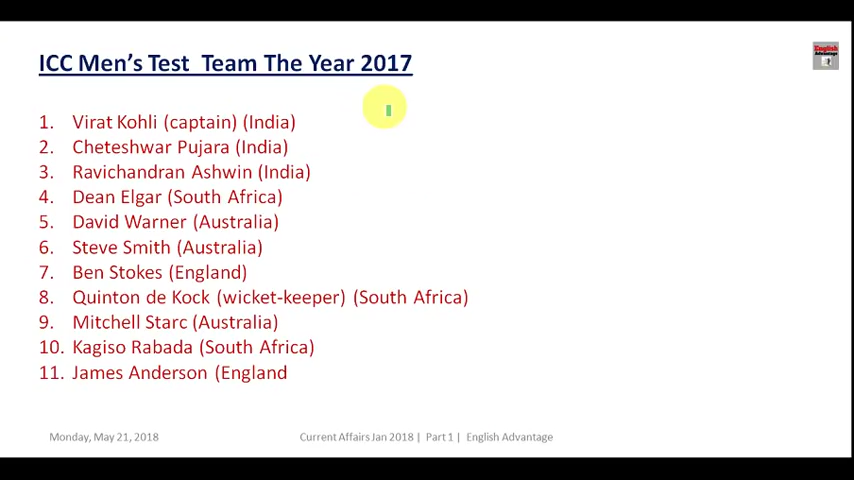 ICC Men's Test Team The Year 2017
English
Advantage
1. Virat Kohli (captain) (India)
2. Cheteshwar Pujara (India)
3. Ravichandran Ashwin (India)
4. Dean Elgar (South Africa)
5. David Warner (Australia)
6. Steve Smith (Australia)
7. Ben Stokes (England)
8. Quinton de Kock (wicket-keeper) (South Africa)
9. Mitchell Starc (Australia)
10. Kagiso Rabada (South Africa)
11. James Anderson (England
Monday, May 21, 2018 Current Affairs Jan 2018 | Part 1 | English Advantage